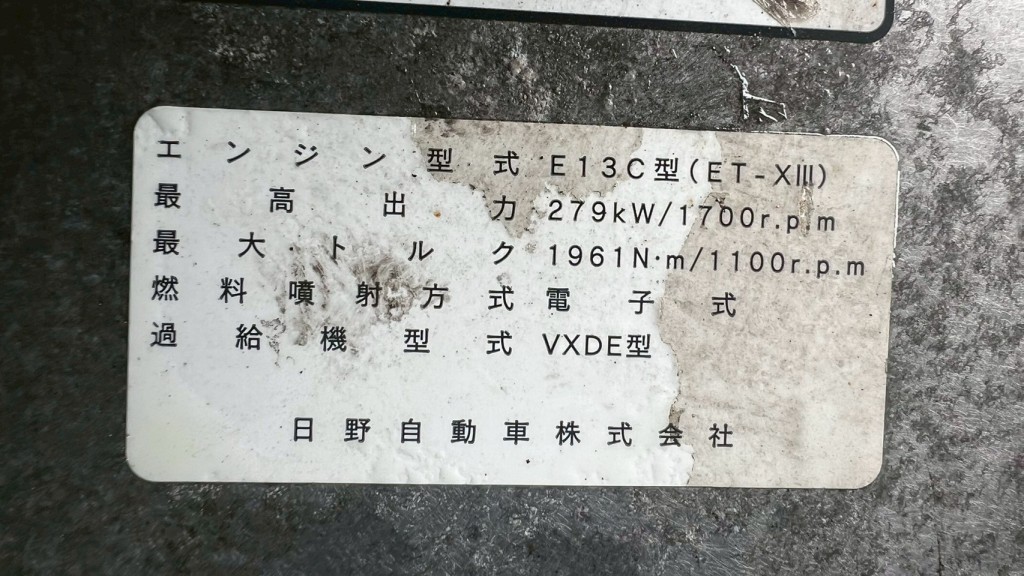 エンジン型式 E13C型(ET-XIII)
最高出力 279kW/1700r.p.m
最大トルク 1961N·m/1100r.p.m
燃料噴射方式 電子式
過給機型式 VXDE型
日野自動車株式会社